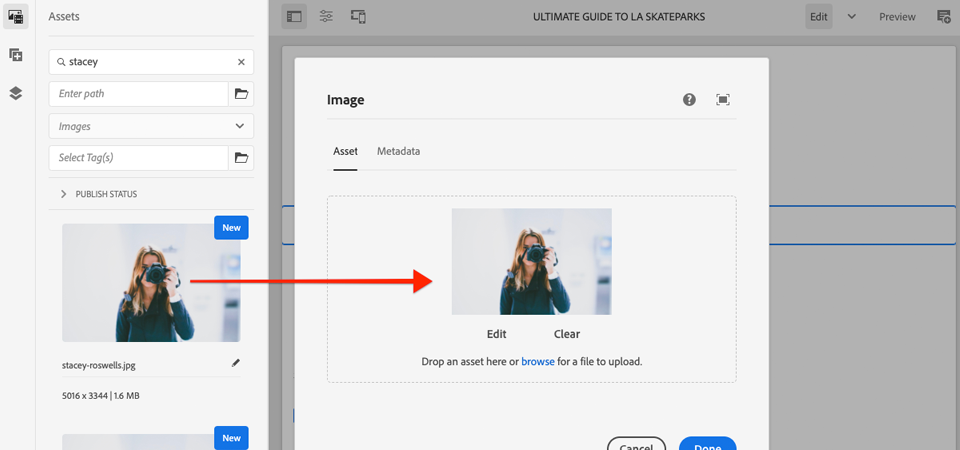 Assets
stacey
Enter path
Images
Select Tag(s)
PUBLISH STATUS
New
stacey-roswells.jpg
5016 x 3344 | 1.6 MB
New
ULTIMATE GUIDE TO LA SKATEPARKS
Edit
Preview
Image
Asset
Metadata
Edit
Clear
Drop an asset here or browse for a file to upload.
Cancel
Done